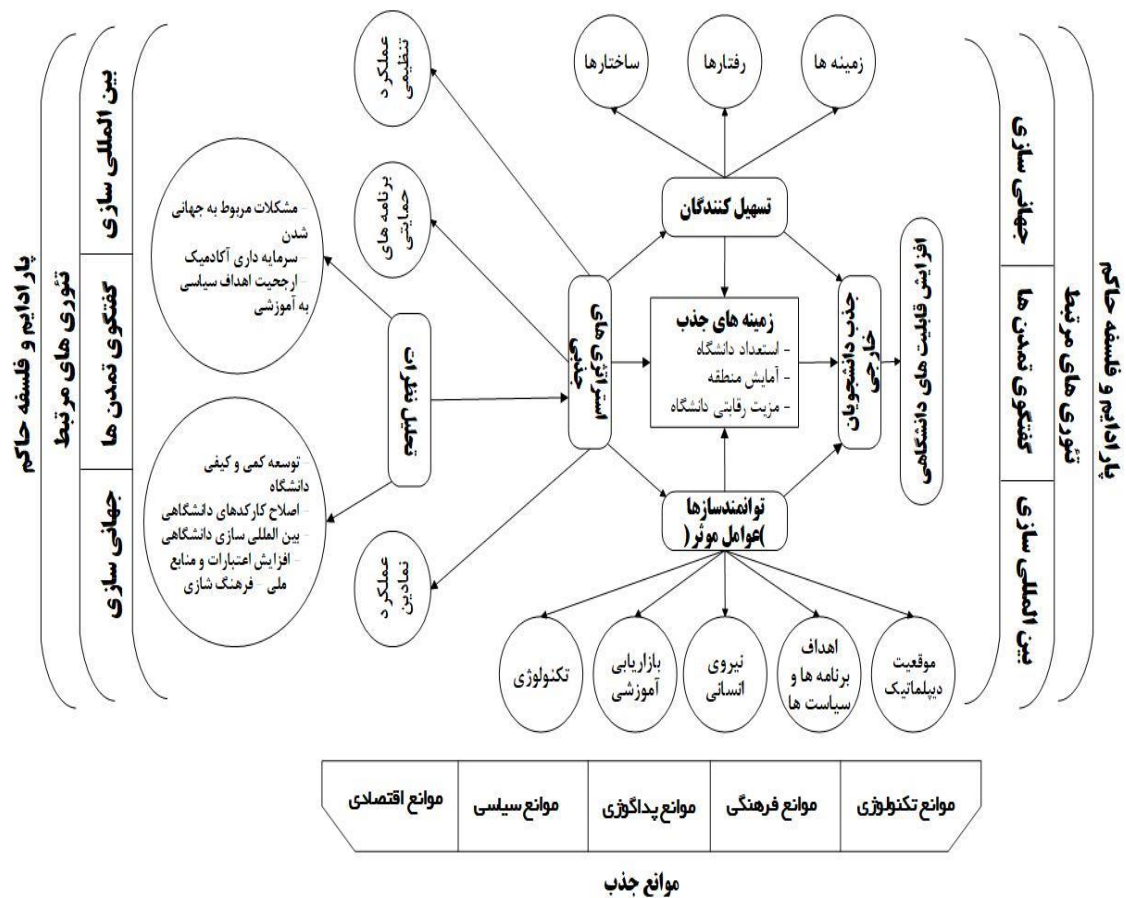 زمینه ها
رفتارها
ساختارها
تسهیل کنندگان
پارادایم و فلسفه حاکم
تئوری های مرتبط
جهانی سازی
گفتگوی تمدن ها
بین المللی سازی
افزایش قابلیت های دانشگاهی
جذب دانشجویان
خارجی
زمینه های جذب
- استعداد دانشگاه
- آمایش منطقه
- مزیت رقابتی دانشگاه
استراتژی های
جذبی
توانمندسازها
)عوامل موثر(
موقعیت
دیپلماتیک
اهداف
برنامه ها و
سیاست ها
نیروی
انسانی
بازاریابی
آموزشی
تکنولوژی
عملکرد
تنظیمی
برنامه های
حمایتی
عملکرد
نمادین
تحلیل نظرات
- مشکلات مربوط به جهانی
شدن
- سرمایه داری آکادمیک
- ارجحیت اهداف سیاسی
به آموزشی
- توسعه کمی و کیفی
دانشگاه
- اصلاح کارکدهای دانشگاهی
- بین المللی سازی دانشگاهی
- افزایش اعتبارات و منابع
ملی - فرهنگ شازی
بین المللی سازی
گفتگوی تمدن ها
جهانی سازی
تئوری های مرتبط
پارادایم و فلسفه حاکم
موانع تکنولوژی
موانع فرهنگی
موانع پداگوژی
موانع سیاسی
موانع اقتصادی
موانع جذب